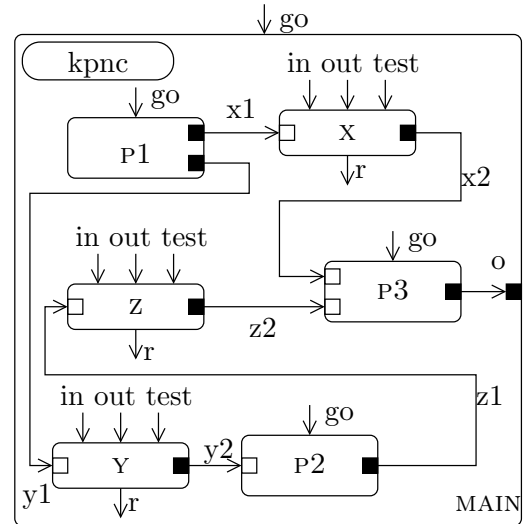 go
kpnc
go
x1
in out test
P1
X
r
x2
in out test
go
o
Z
P3
z2
r
in out test
go
z1
Y
y2
P2
y1
r
MAIN